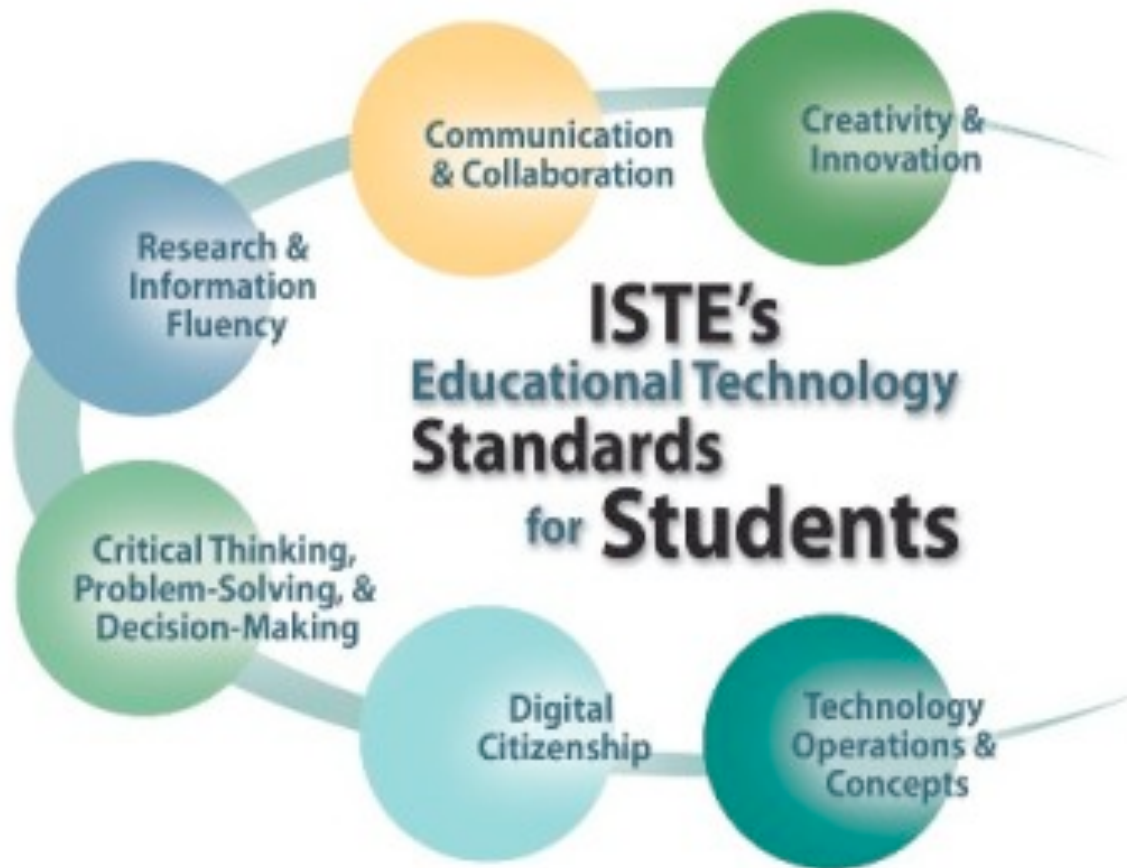 Creativity &
Innovation
Communication
& Collaboration
Research &
Information
Fluency
Critical Thinking,
Problem-Solving, &
Decision-Making
Digital
Citizenship
Technology
Operations &
Concepts
ISTE's
Educational Technology
Standards
for Students